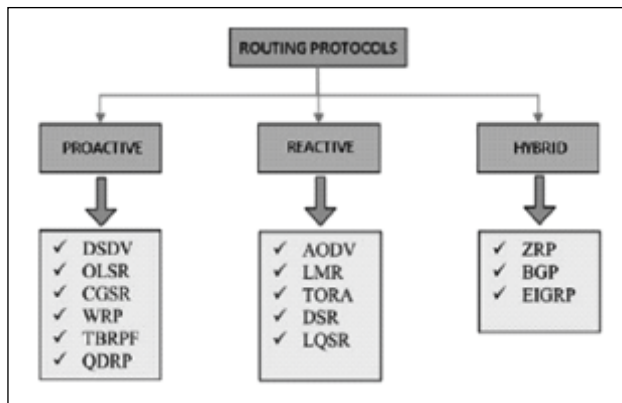 ROUTING PROTOCOLS
PROACTIVE
REACTIVE
HYBRID
✓ DSDV
✓ OLSR
✓ CGSR
✓ WRP
✓ TBRPF
✓ QDRP
✓ AODV
✓ LMR
✓ TORA
✓ DSR
✓ LQSR
✓ ZRP
✓ BGP
✓ EIGRP